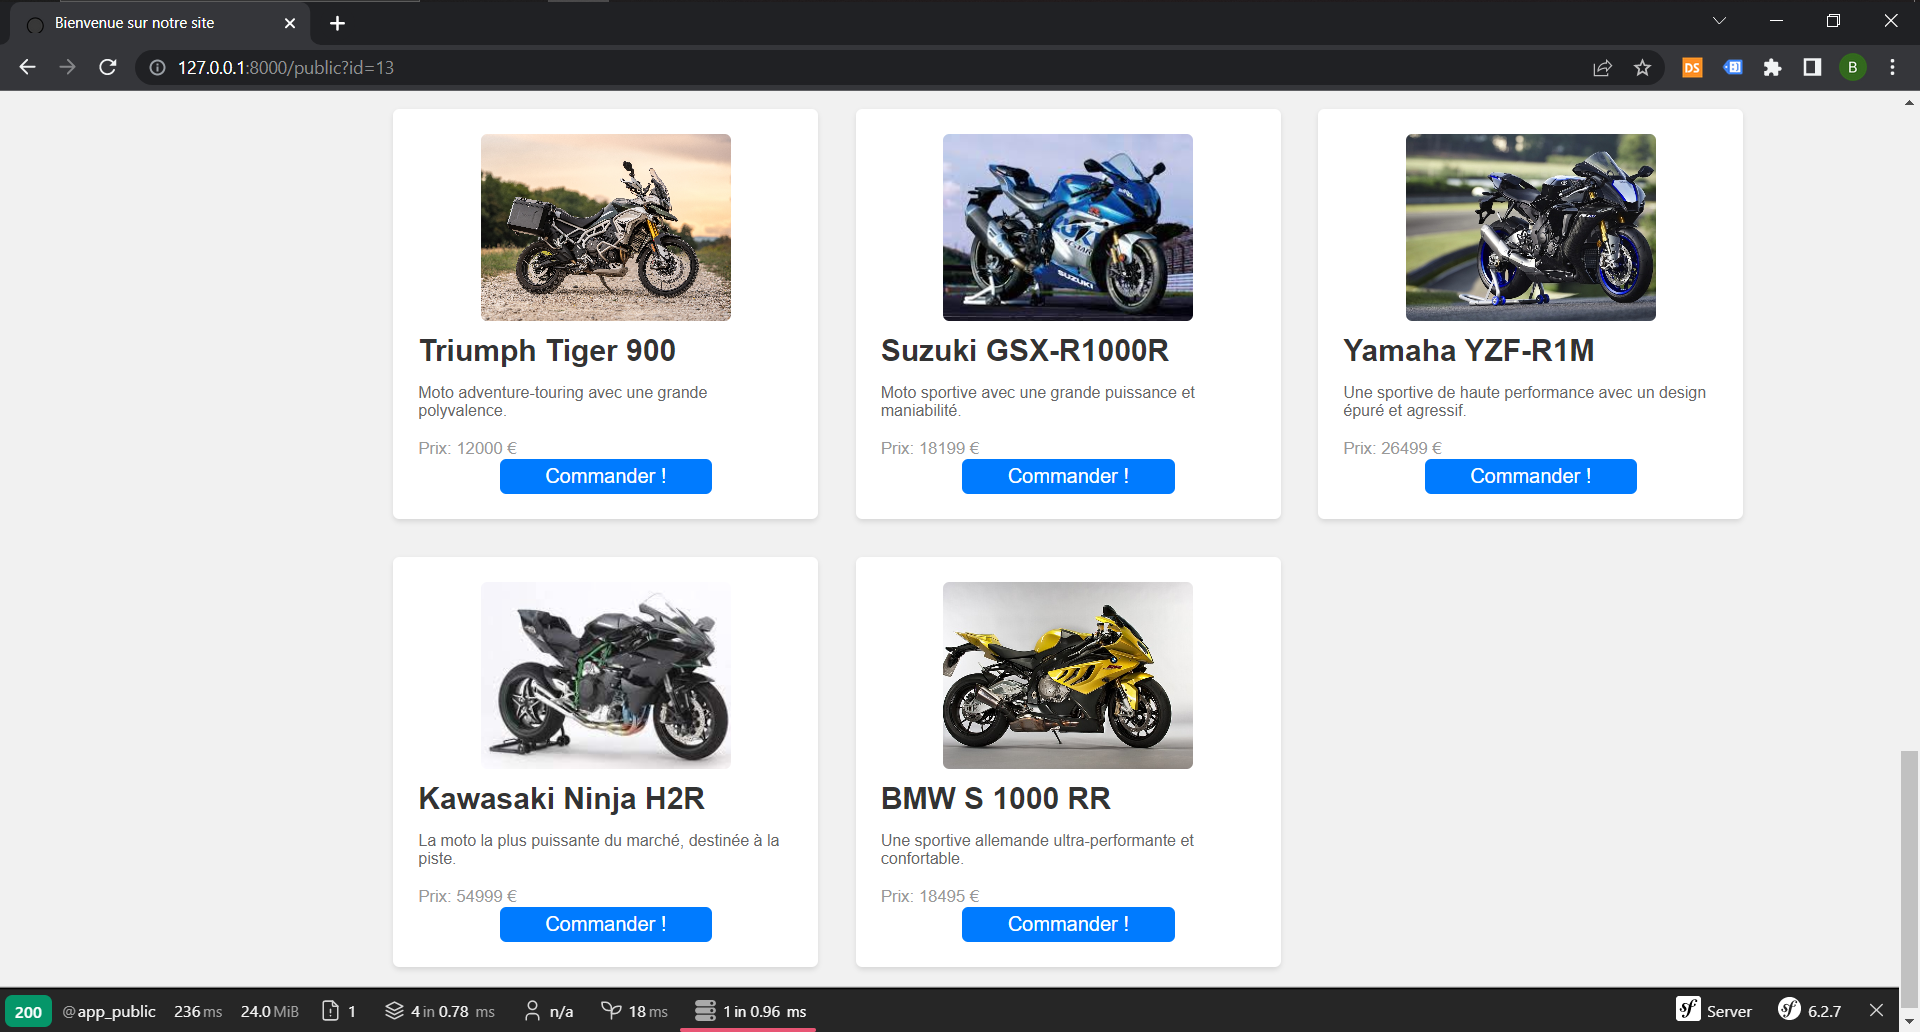 Bienvenue sur notre site
127.0.0.1:8000/public?id=13
DS
B
SUZUKI
Triumph Tiger 900
Moto adventure-touring avec une grande
polyvalence.
Prix: 12000 €
Commander !
Suzuki GSX-R1000R
Moto sportive avec une grande puissance et
maniabilité.
Prix: 18199 €
Commander !
Yamaha YZF-R1M
Une sportive de haute performance avec un design
épuré et agressif.
Prix: 26499 €
Commander !
Kawasaki Ninja H2R
La moto la plus puissante du marché, destinée à la
piste.
Prix: 54999 €
Commander !
BMW S 1000 RR
Une sportive allemande ultra-performante et
confortable.
Prix: 18495 €
Commander !
200 @app_public 236 ms 24.0 MiB 1 4 in 0.78 ms n/a 18 ms 1 in 0.96 ms sf Server sf 6.2.7